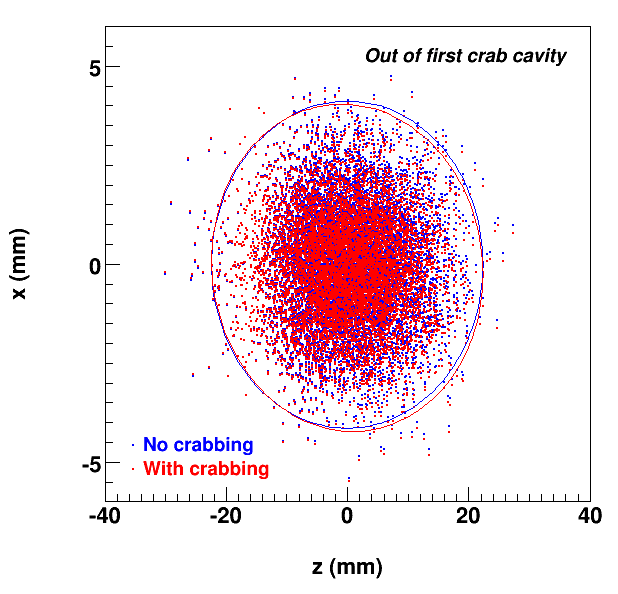 Out of first crab cavity
5
x (mm)
0
No crabbing
With crabbing
-5
-40
-20
0
20
40
z (mm)